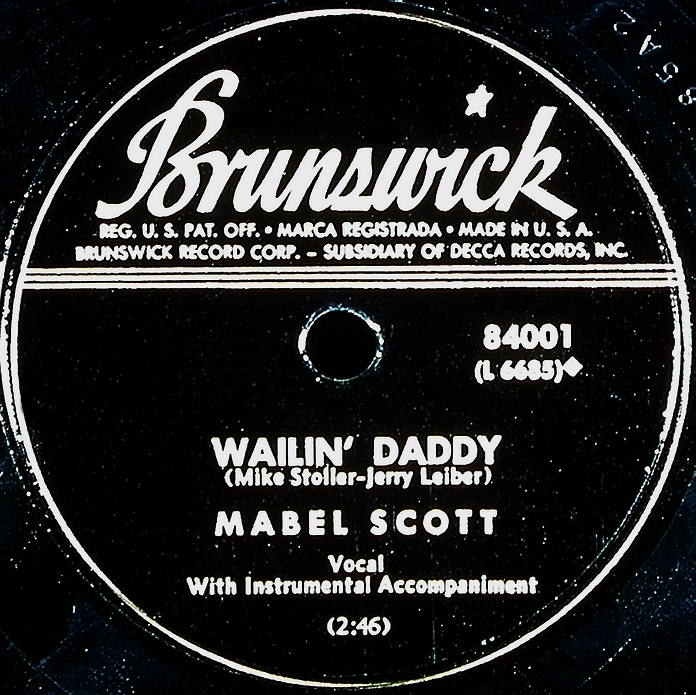 Brunswick
REG. U. S. PAT. OFF. • MARCA REGISTRADA • MADE IN U. S. A.
BRUNSWICK RECORD CORP. – SUBSIDIARY OF DECCA RECORDS, INC.
84001
(L 6685)◆
WAILIN' DADDY
(Mike Stoller-Jerry Leiber)
MABEL SCOTT
Vocal
With Instrumental Accompaniment
(2:46)